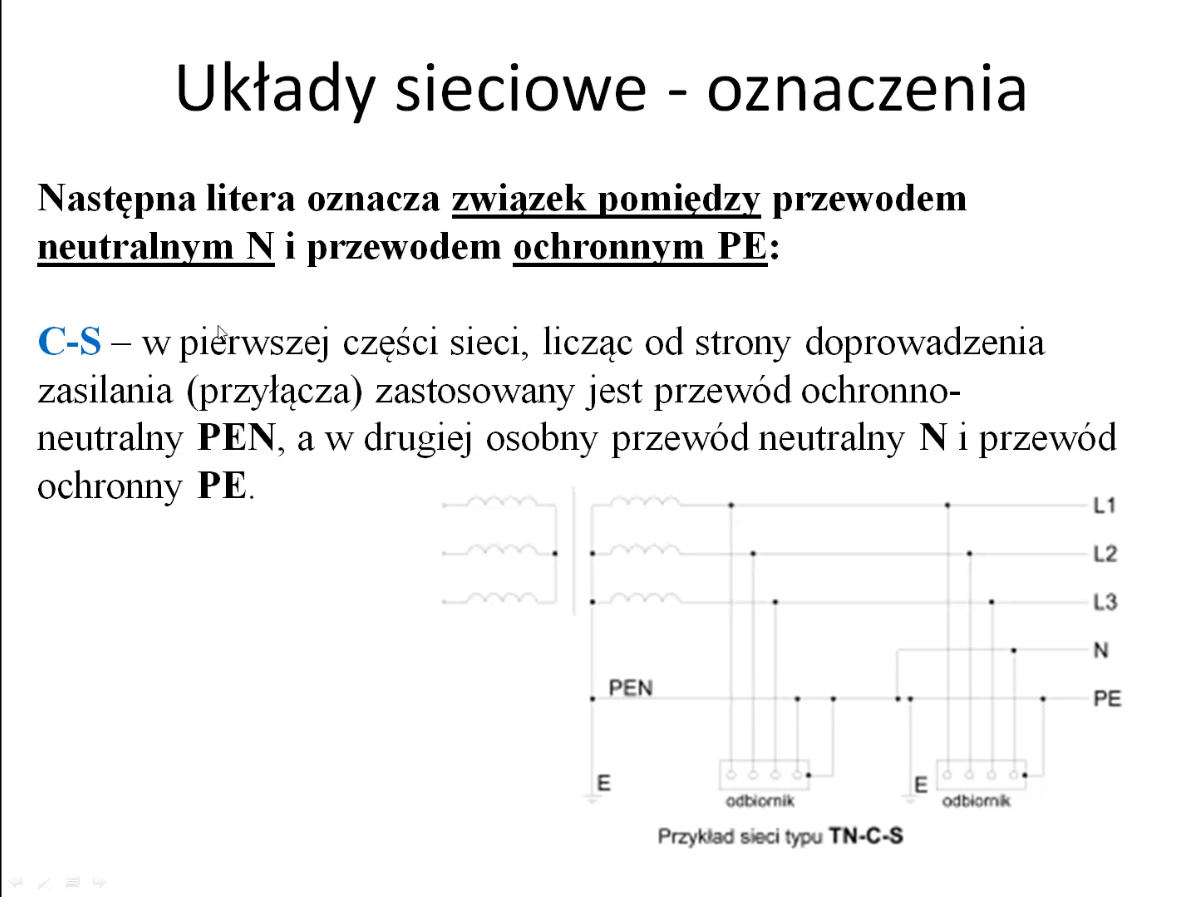 Układy sieciowe - oznaczenia
Następna litera oznacza związek pomiędzy przewodem
neutralnym N i przewodem ochronnym PE:
C-S – w pierwszej części sieci, licząc od strony doprowadzenia
zasilania (przyłącza) zastosowany jest przewód ochronno-
neutralny PEN, a w drugiej osobny przewód neutralny N i przewód
ochronny PE.
L1
L2
L3
N
PEN
PE
E
E
odbiornik
odbiornik
Przykład sieci typu TN-C-S